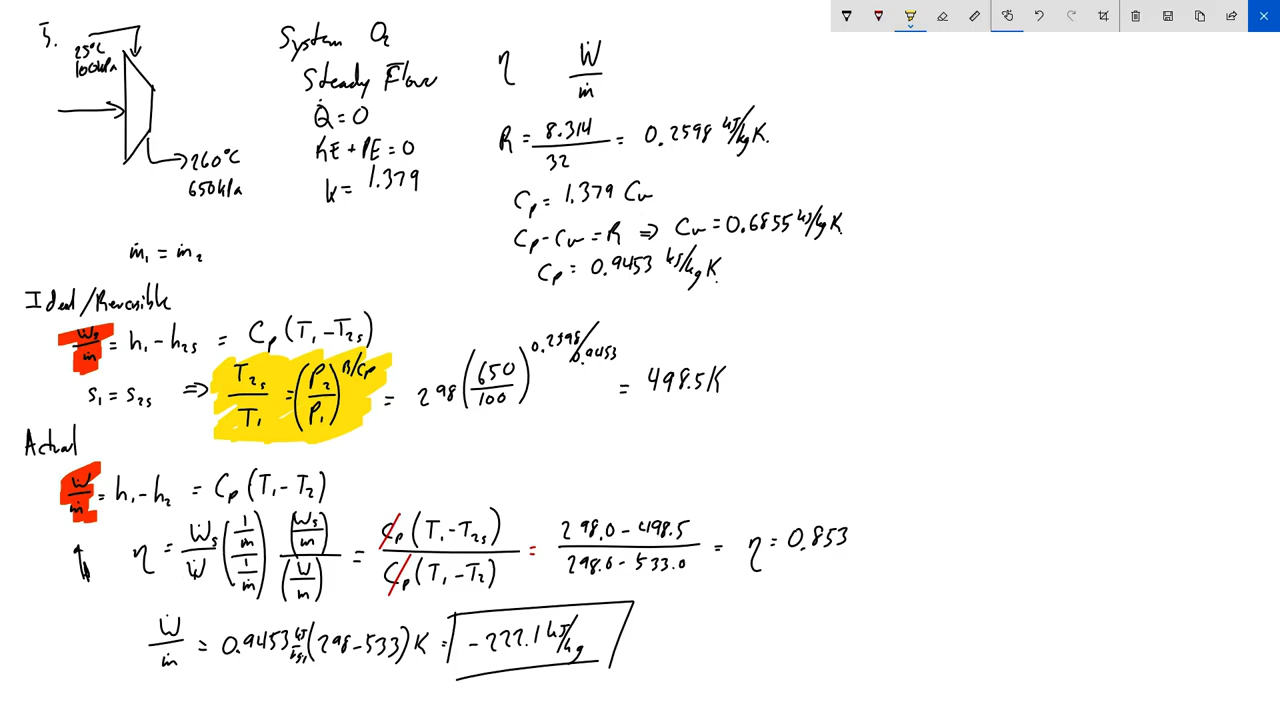 5.
25°C
100kPa
260°C
650kPa
System O₂
Steady Flow
Q̇ = 0
KE + PE = 0
k = 1.379
η Ẇ/ṁ
R = 8.314/32 = 0.2598 kJ/kgK.
Cp = 1.379 Cv
Cp - Cv = R ⇒ Cv = 0.6855 kJ/kgK
Cp = 0.9453 kJ/kgK.
ṁ₁ = ṁ₂
Ideal/Reversible
Ẇs/ṁ = h₁ - h₂s = Cp(T₁ - T₂s)
s₁ = s₂s ⇒ T₂s/T₁ = (P₂/P₁)^R/Cp = 298(650/100)^0.2598/0.9453 = 498.5K
Actual
Ẇ/ṁ = h₁ - h₂ = Cp(T₁ - T₂)
η = Ẇs/Ẇ (1/ṁ / 1/ṁ) (Ẇs/ṁ)/(Ẇ/ṁ) = Cp(T₁ - T₂s)/Cp(T₁ - T₂) = 298.0 - 498.5/298.0 - 533.0 = η = 0.853
Ẇ/ṁ = 0.9453 kJ/kgK(298 - 533)K = -222.1 kJ/kg